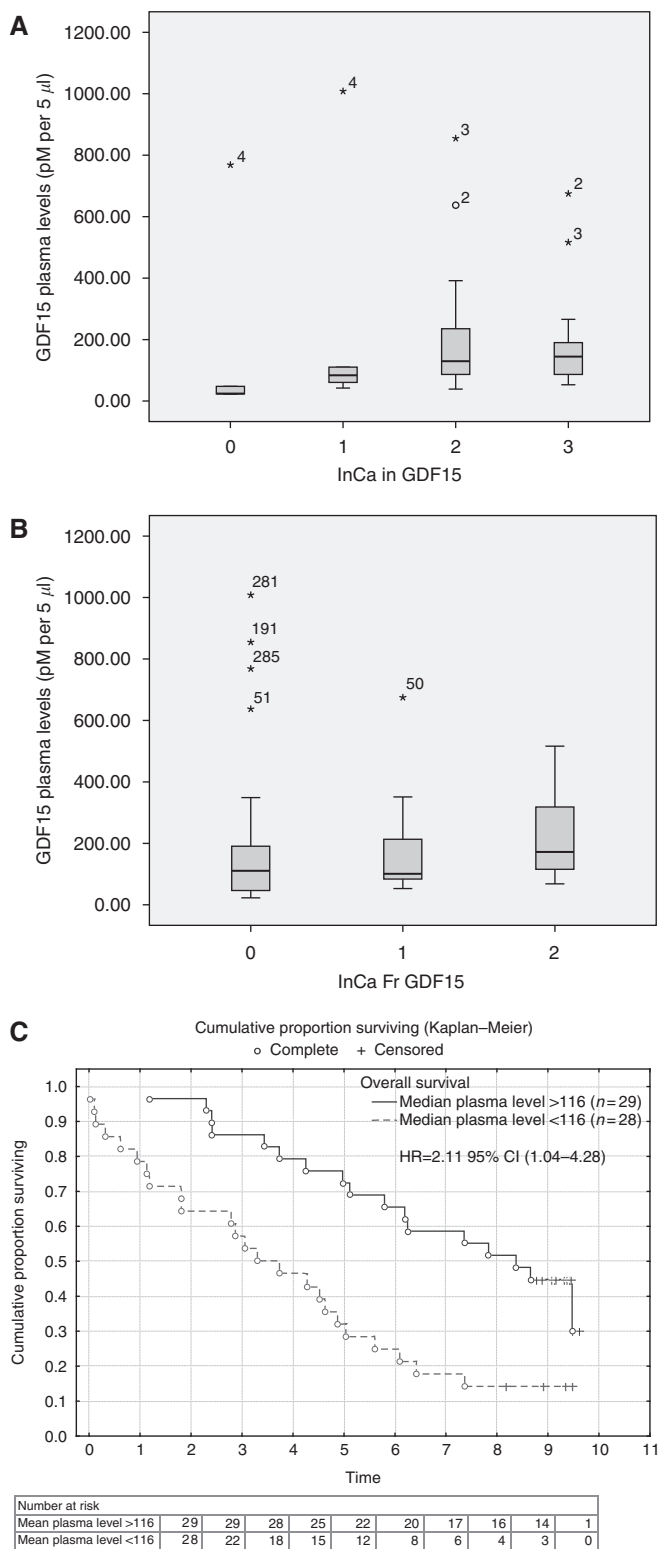 A
1200.00
1000.00
800.00
600.00
400.00
200.00
0.00
GDF15 plasma levels (pM per 5 µl)
4
4
3
2
2
3
0 1 2 3
InCa in GDF15
B
1200.00
1000.00
800.00
600.00
400.00
200.00
0.00
GDF15 plasma levels (pM per 5 µl)
281
191
285
51
50
0 1 2
InCa Fr GDF15
C
Cumulative proportion surviving (Kaplan–Meier)
Complete + Censored
Overall survival
Median plasma level >116 (n=29)
Median plasma level <116 (n=28)
HR=2.11 95% CI (1.04–4.28)
1.0
0.9
0.8
0.7
0.6
0.5
0.4
0.3
0.2
0.1
0.0
Cumulative proportion surviving
0 1 2 3 4 5 6 7 8 9 10 11
Time
Number at risk
Mean plasma level >116 29 29 28 25 22 20 17 16 14 1
Mean plasma level <116 28 22 18 15 12 8 6 4 3 0